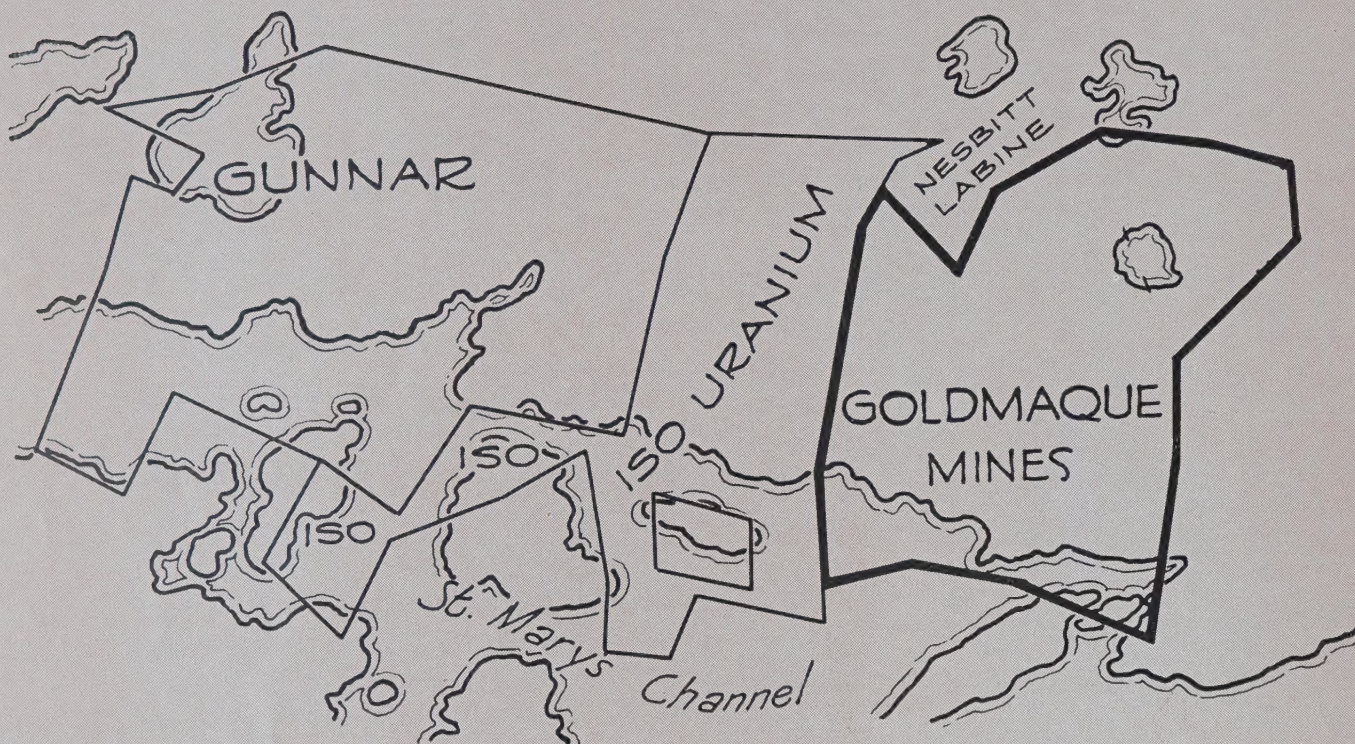 NESBITT
LABINE
GUNNAR
ISO URANIUM
GOLDMAQUE
MINES
ISO
ISO
St. Marys
Channel